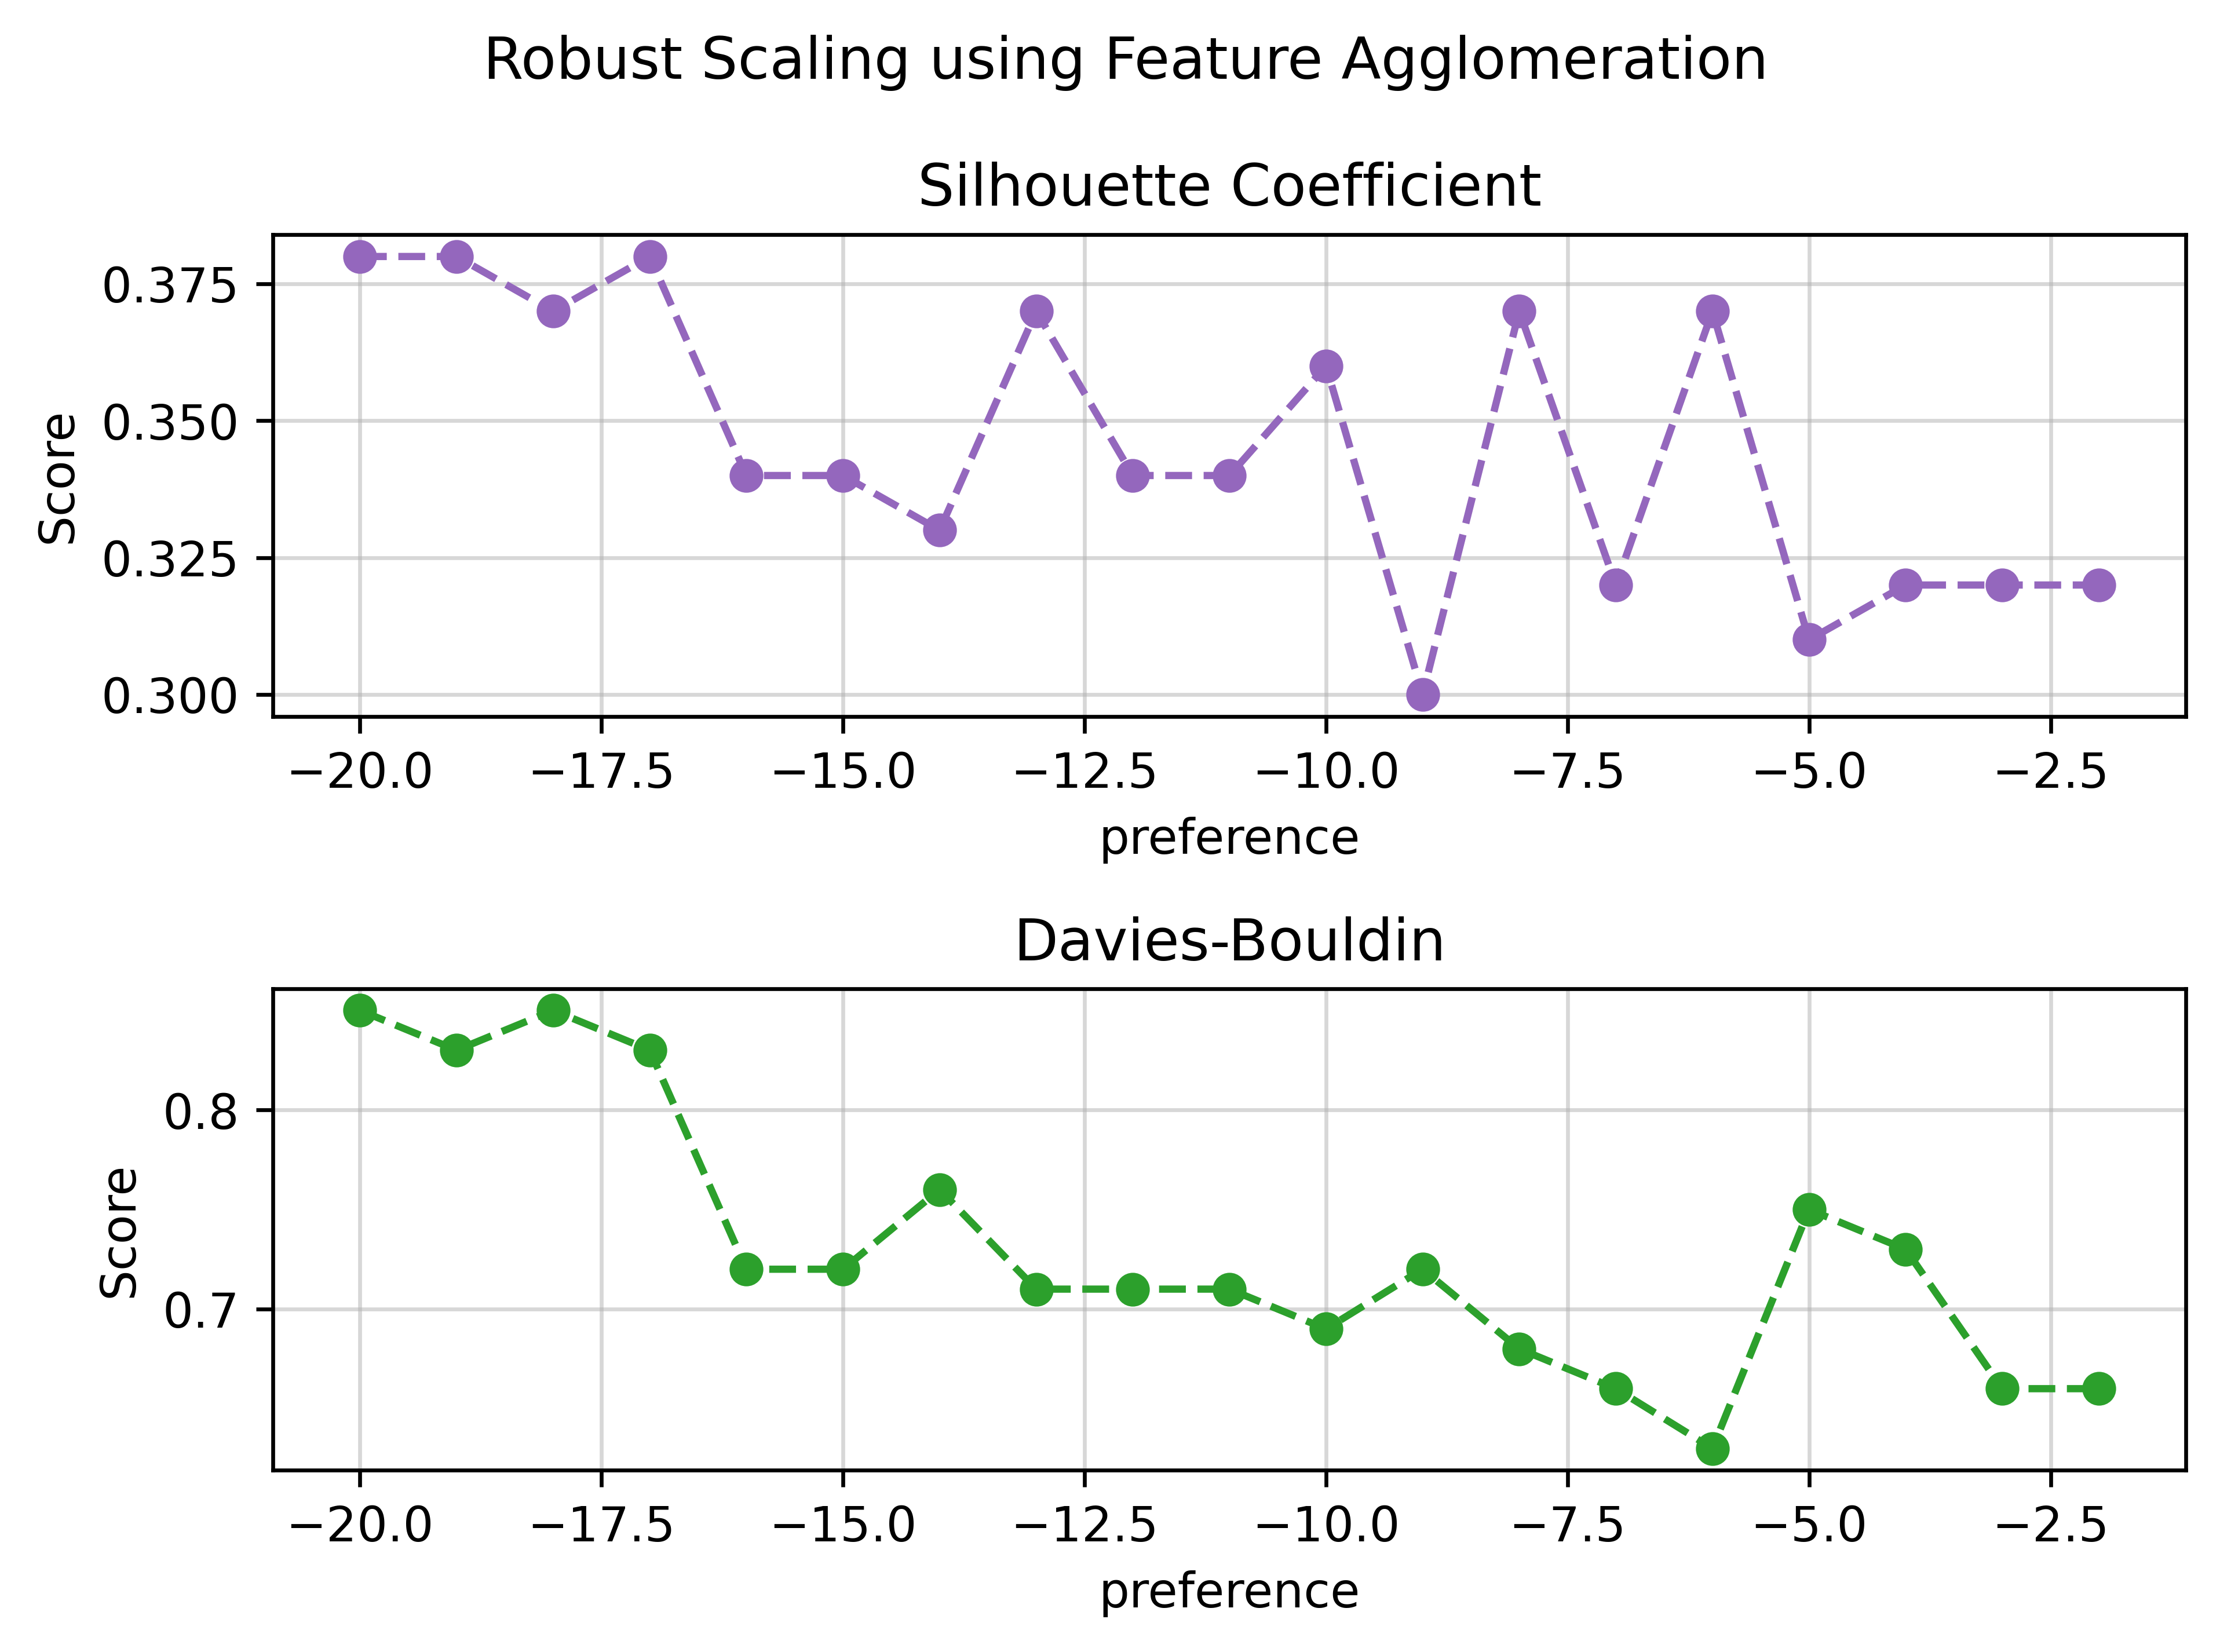 Robust Scaling using Feature Agglomeration
Silhouette Coefficient
0.375
0.350
0.325
0.300
Score
−20.0 −17.5 −15.0 −12.5 −10.0 −7.5 −5.0 −2.5
preference
Davies-Bouldin
0.8
0.7
Score
−20.0 −17.5 −15.0 −12.5 −10.0 −7.5 −5.0 −2.5
preference